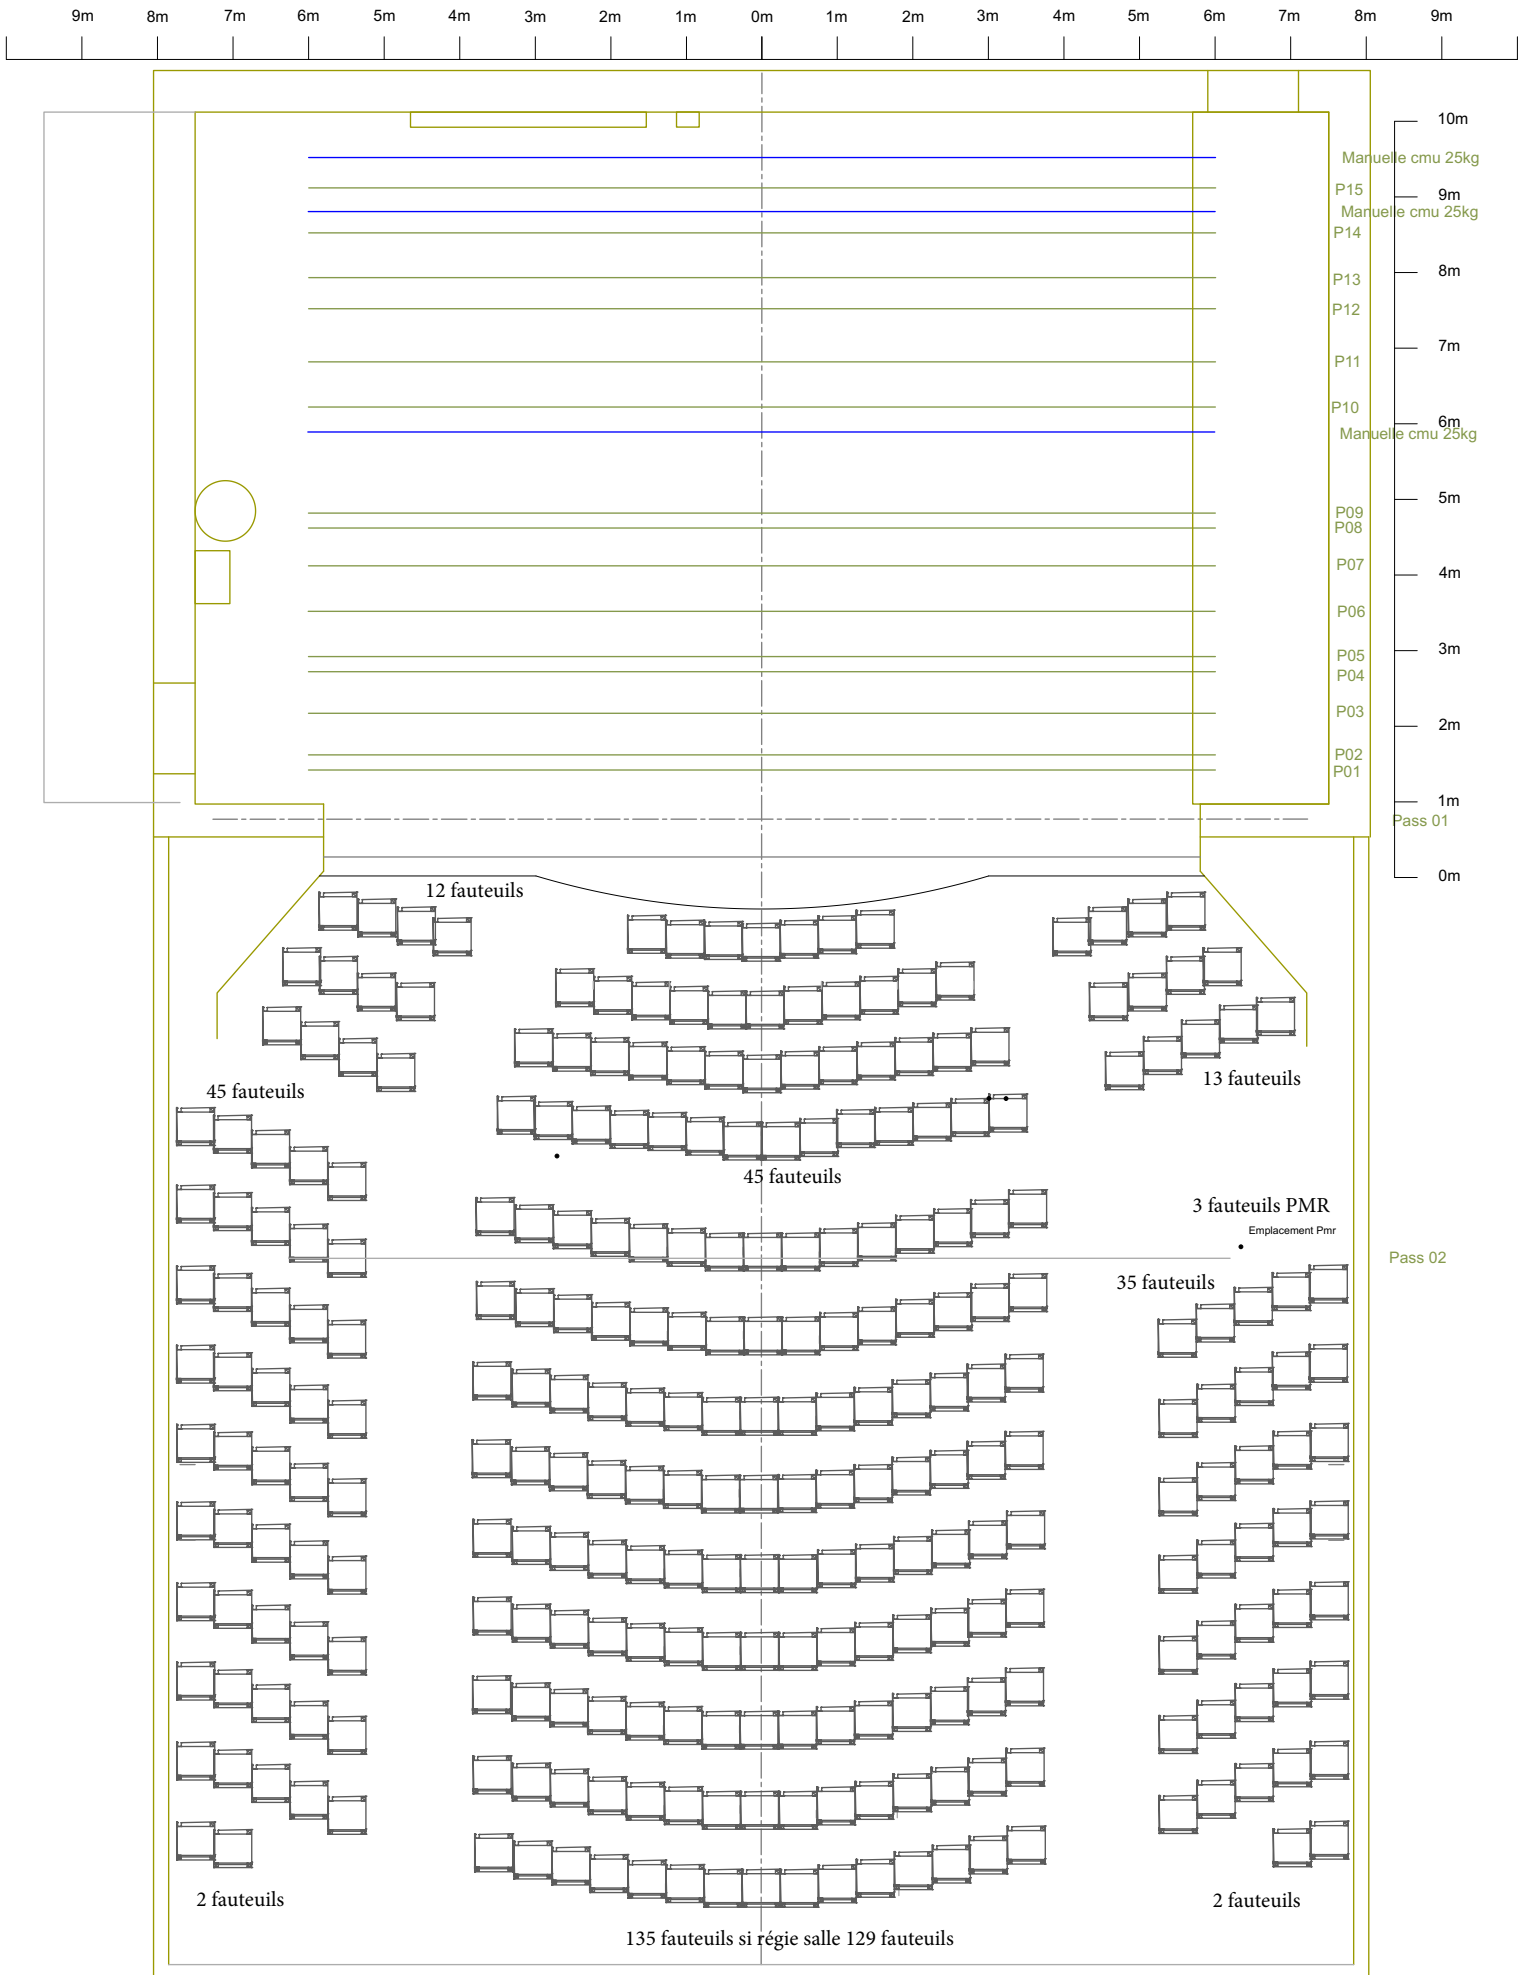 9m 8m 7m 6m 5m 4m 3m 2m 1m 0m 1m 2m 3m 4m 5m 6m 7m 8m 9m
10m
Manuelle cmu 25kg
P15
9m
Manuelle cmu 25kg
P14
8m
P13
P12
7m
P11
P10
6m
Manuelle cmu 25kg
5m
P09
P08
P07
4m
P06
3m
P05
P04
P03
2m
P02
P01
1m
Pass 01
0m
12 fauteuils
13 fauteuils
45 fauteuils
45 fauteuils
3 fauteuils PMR
Emplacement Pmr
Pass 02
35 fauteuils
2 fauteuils
2 fauteuils
135 fauteuils si régie salle 129 fauteuils